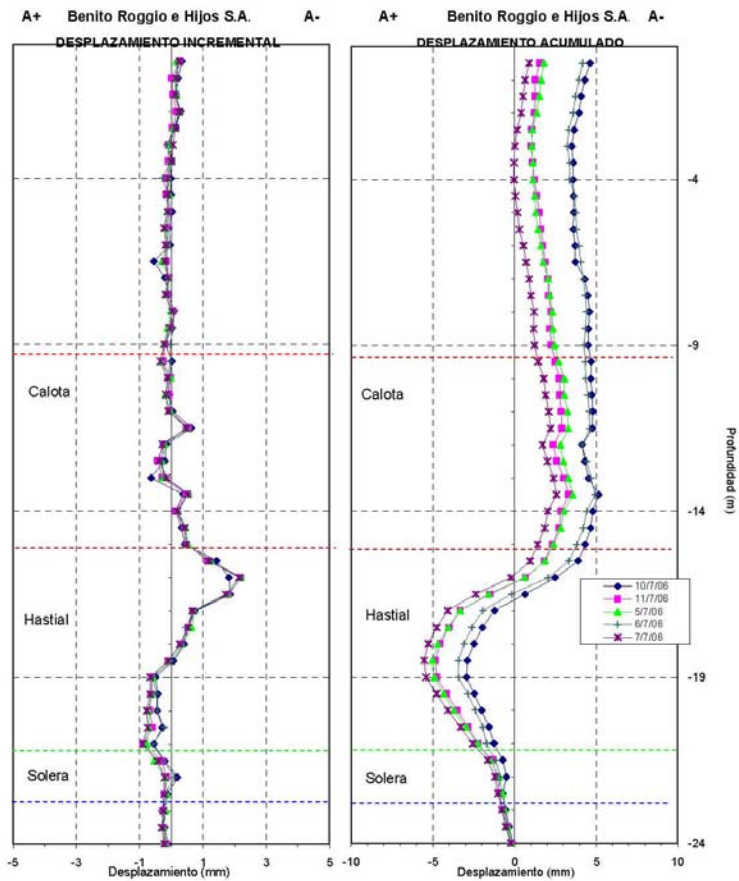 A+ Benito Roggio e Hijos S.A. A-
DESPLAZAMIENTO INCREMENTAL
Calota
Hastial
Solera
-5 -3 -1 1 3 5
Desplazamiento (mm)
A+ Benito Roggio e Hijos S.A. A-
DESPLAZAMIENTO ACUMULADO
-4
-9
Calota
-14
Hastial
10/7/06
11/7/06
5/7/06
6/7/06
7/7/06
-19
Solera
-24
-10 -5 0 5 10
Desplazamiento (mm)
Profundidad (m)